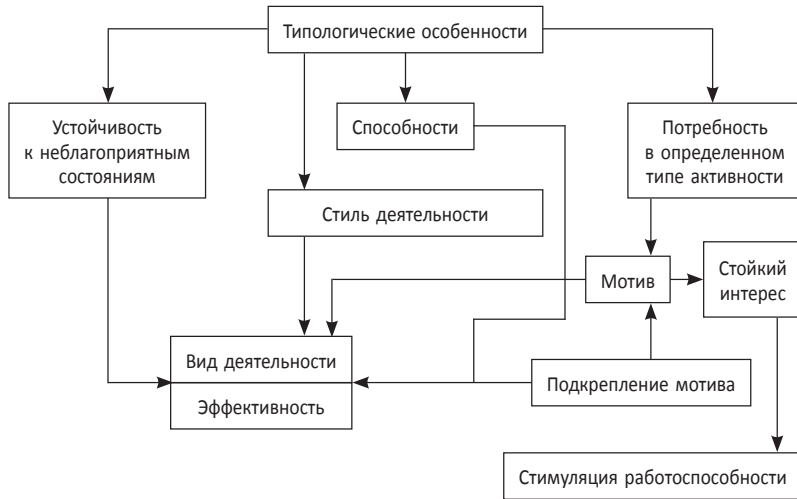 Типологические особенности
Устойчивость
к неблагоприятным
состояниям
Способности
Потребность
в определенном
типе активности
Стиль деятельности
Мотив
Стойкий
интерес
Вид деятельности
Эффективность
Подкрепление мотива
Стимуляция работоспособности